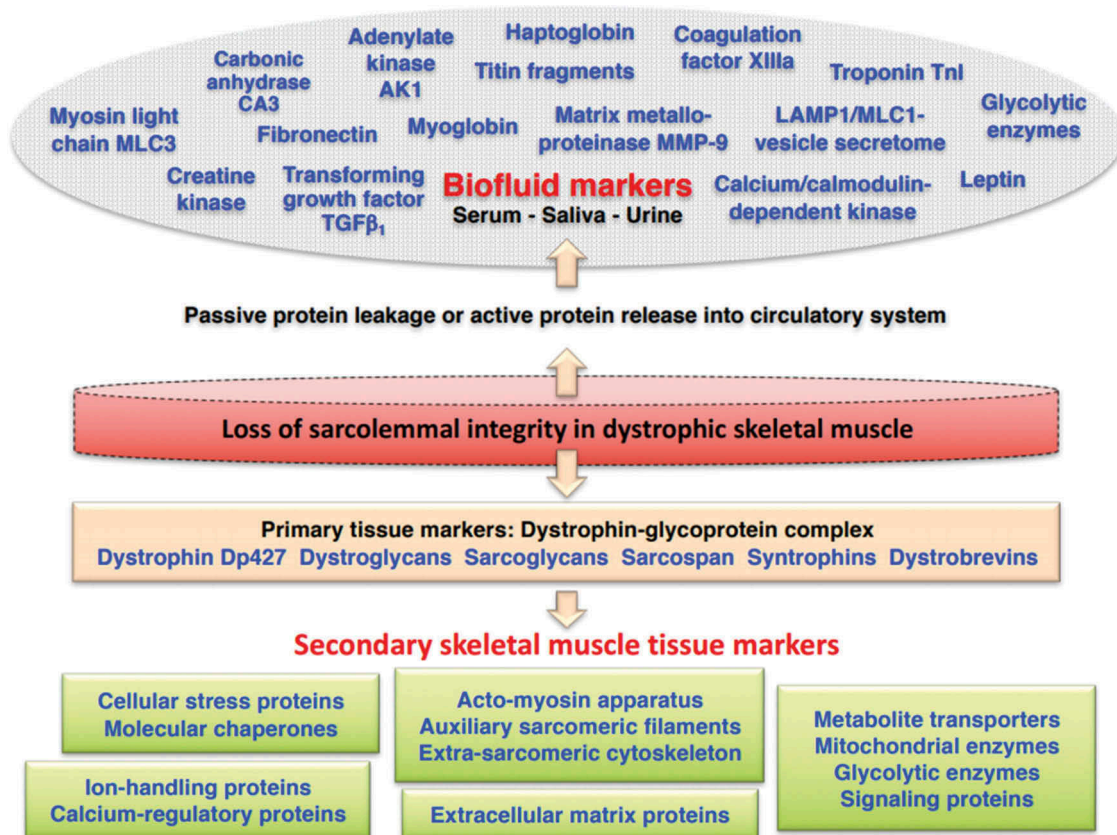 Haptoglobin
Adenylate
kinase
AK1
Coagulation
factor XIIIa
Carbonic
anhydrase
CA3
Titin fragments
Troponin TnI
Myosin light
chain MLC3
Fibronectin
Myoglobin
Matrix metallo-
proteinase MMP-9
LAMP1/MLC1-
vesicle secretome
Glycolytic
enzymes
Creatine
kinase
Transforming
growth factor
TGFβ₁
Biofluid markers
Serum - Saliva - Urine
Calcium/calmodulin-
dependent kinase
Leptin
Passive protein leakage or active protein release into circulatory system
Loss of sarcolemmal integrity in dystrophic skeletal muscle
Primary tissue markers: Dystrophin-glycoprotein complex
Dystrophin Dp427 Dystroglycans Sarcoglycans Sarcospan Syntrophins Dystrobrevins
Secondary skeletal muscle tissue markers
Cellular stress proteins
Molecular chaperones
Ion-handling proteins
Calcium-regulatory proteins
Acto-myosin apparatus
Auxiliary sarcomeric filaments
Extra-sarcomeric cytoskeleton
Extracellular matrix proteins
Metabolite transporters
Mitochondrial enzymes
Glycolytic enzymes
Signaling proteins